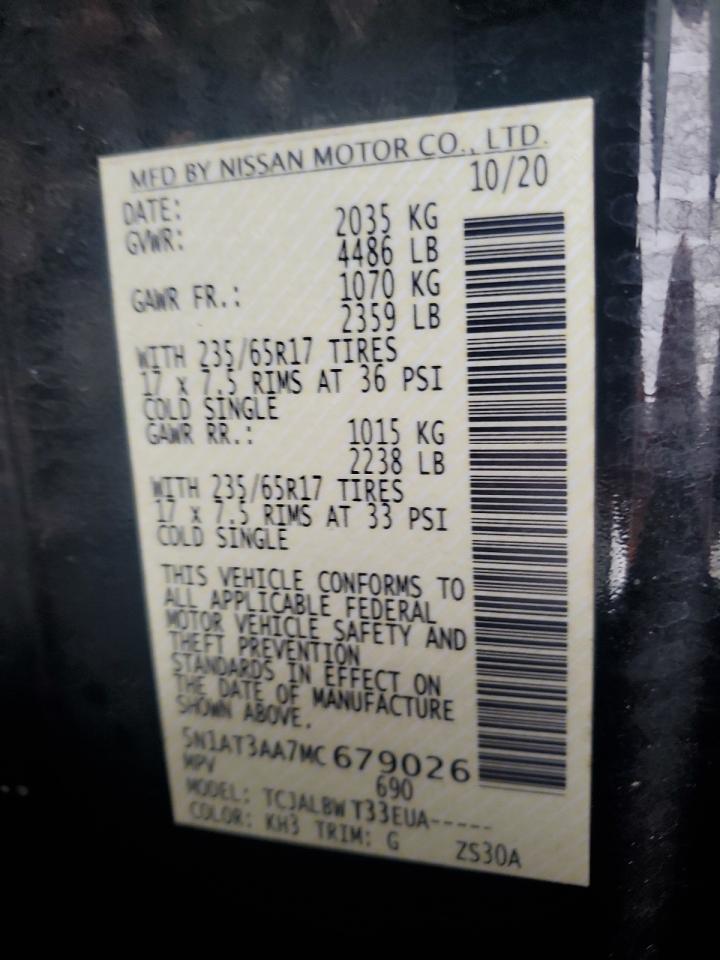 MFD BY NISSAN MOTOR CO., LTD.
DATE: 10/20
GVWR: 2035 KG
4486 LB
GAWR FR.: 1070 KG
2359 LB
WITH 235/65R17 TIRES
17 x 7.5 RIMS AT 36 PSI
COLD SINGLE
GAWR RR.: 1015 KG
2238 LB
WITH 235/65R17 TIRES
17 x 7.5 RIMS AT 33 PSI
COLD SINGLE
THIS VEHICLE CONFORMS TO
ALL APPLICABLE FEDERAL
MOTOR VEHICLE SAFETY AND
THEFT PREVENTION
STANDARDS IN EFFECT ON
THE DATE OF MANUFACTURE
SHOWN ABOVE.
5N1AT3AA7MC679026
MPV 690
MODEL: TCJALBWT33EUA-----
COLOR: KH3 TRIM: G ZS30A